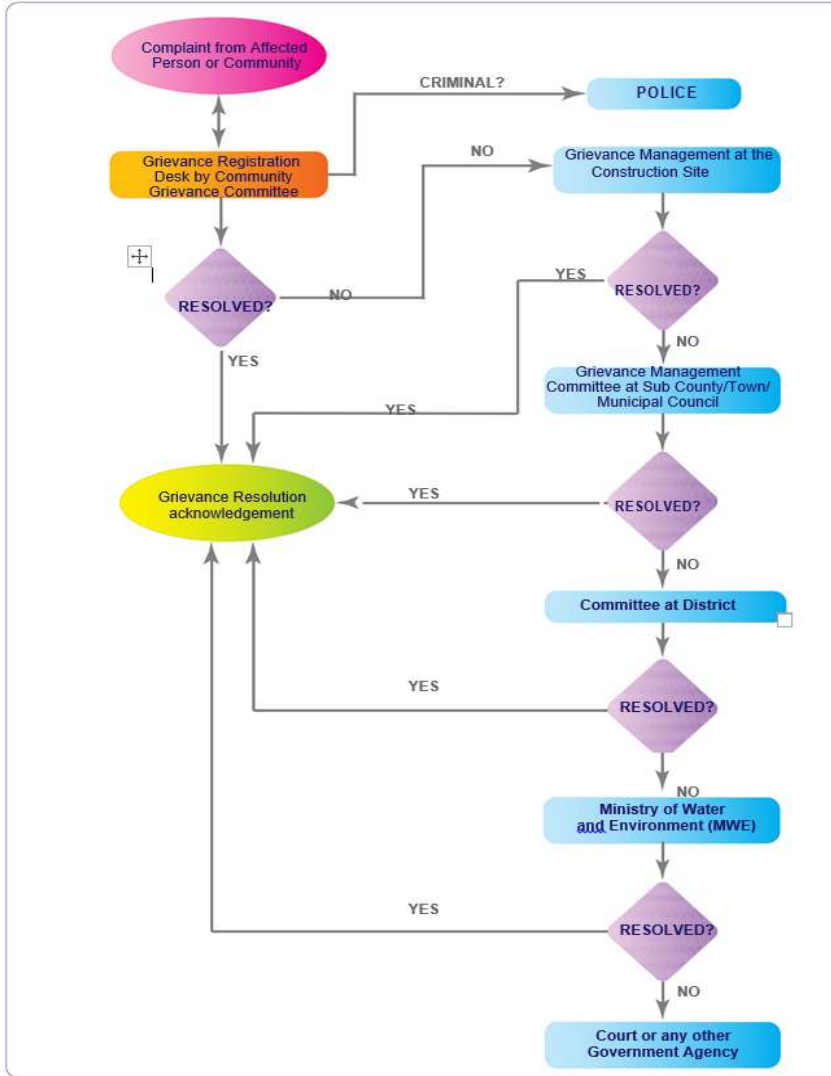 Complaint from Affected
Person or Community
CRIMINAL?
POLICE
Grievance Registration
Desk by Community
Grievance Committee
NO
Grievance Management at the
Construction Site
RESOLVED?
NO
YES
RESOLVED?
YES
NO
Grievance Management
Committee at Sub County/Town/
Municipal Council
YES
Grievance Resolution
acknowledgement
YES
RESOLVED?
NO
Committee at District
YES
RESOLVED?
NO
Ministry of Water
and Environment (MWE)
YES
RESOLVED?
NO
Court or any other
Government Agency